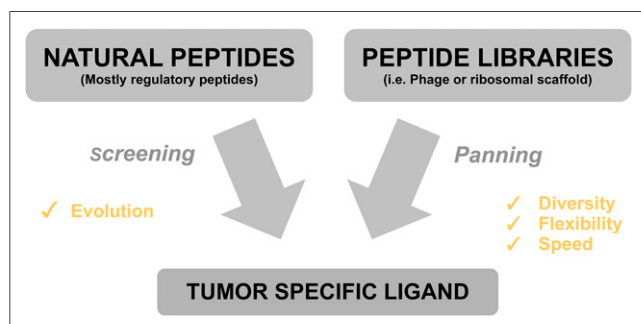 NATURAL PEPTIDES
(Mostly regulatory peptides)
PEPTIDE LIBRARIES
(i.e. Phage or ribosomal scaffold)
Screening
Panning
✓ Evolution
✓ Diversity
✓ Flexibility
✓ Speed
TUMOR SPECIFIC LIGAND